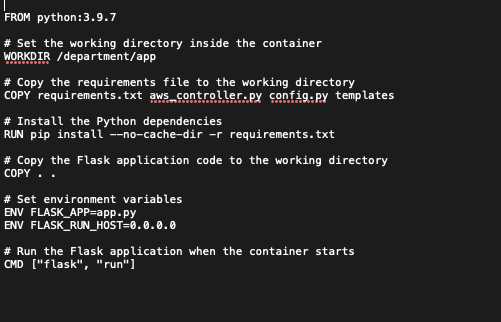 FROM python:3.9.7
# Set the working directory inside the container
WORKDIR /department/app
# Copy the requirements file to the working directory
COPY requirements.txt aws_controller.py config.py templates
# Install the Python dependencies
RUN pip install --no-cache-dir -r requirements.txt
# Copy the Flask application code to the working directory
COPY . .
# Set environment variables
ENV FLASK_APP=app.py
ENV FLASK_RUN_HOST=0.0.0.0
# Run the Flask application when the container starts
CMD ["flask", "run"]